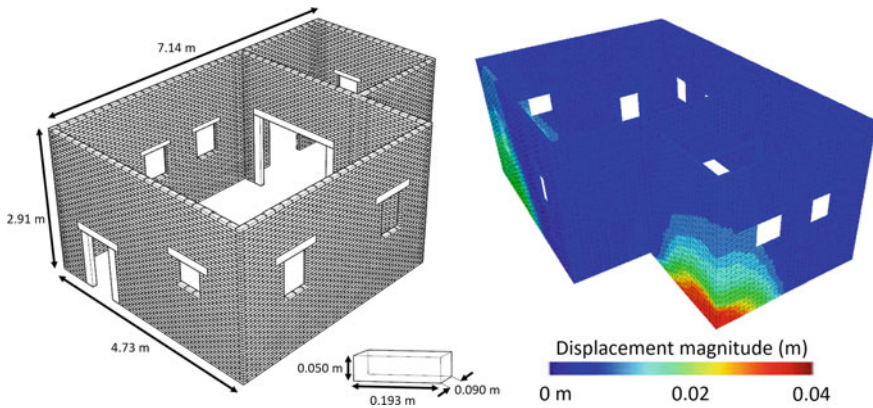 7.14 m
2.91 m
4.73 m
0.050 m
0.193 m
0.090 m
Displacement magnitude (m)
0 m 0.02 0.04